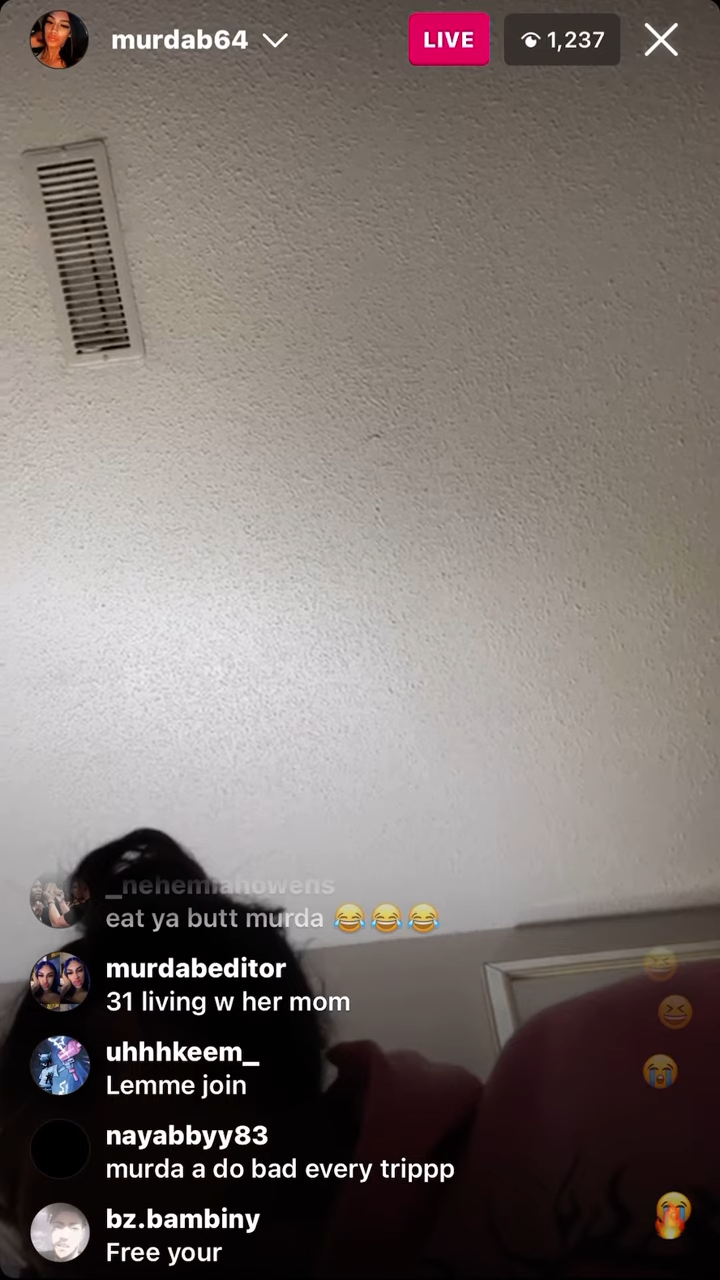 murdab64
LIVE
1,237
_nehemiahowens
eat ya butt murda 😂😂😂
murdabeditor
31 living w her mom
uhhhkeem_
Lemme join
nayabbyy83
murda a do bad every trippp
bz.bambiny
Free your